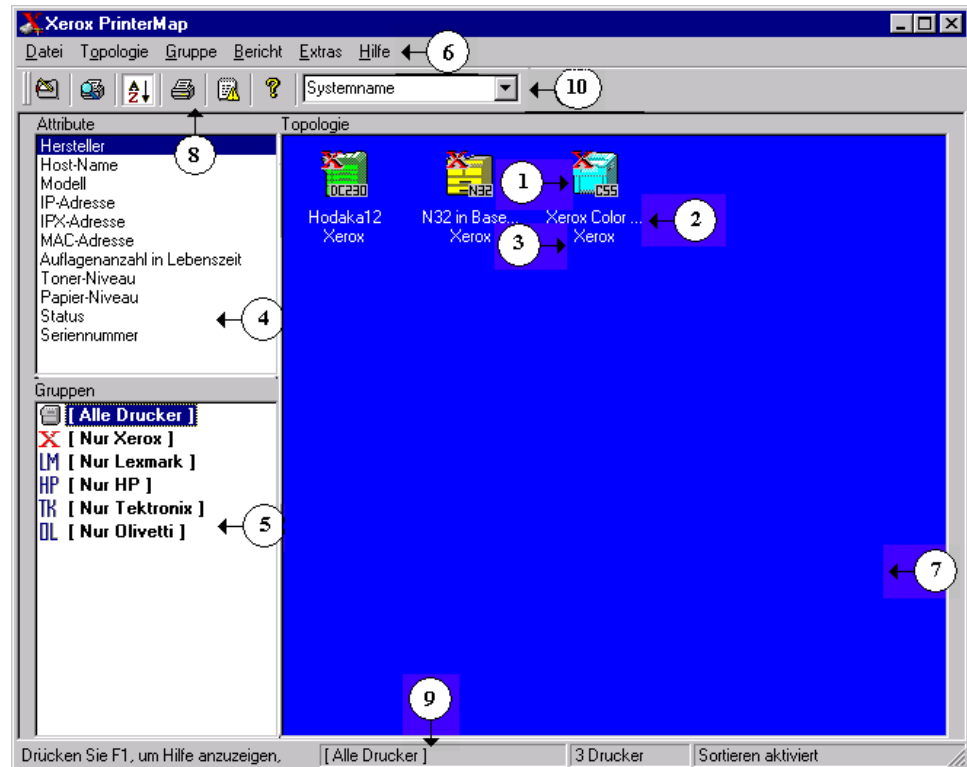 Xerox PrinterMap
Datei Topologie Gruppe Bericht Extras Hilfe 6
Systemname 10
Attribute
Hersteller
Host-Name
Modell
IP-Adresse
IPX-Adresse
MAC-Adresse
Auflagenanzahl in Lebenszeit
Toner-Niveau
Papier-Niveau
Status
Seriennummer
8
4
Gruppen
[ Alle Drucker ]
X [ Nur Xerox ]
LM [ Nur Lexmark ]
HP [ Nur HP ]
TK [ Nur Tektronix ]
OL [ Nur Olivetti ]
5
Topologie
DC230 N32 1 C55
Hodaka12 N32 in Base... Xerox Color ... 2
Xerox Xerox 3 Xerox
7
9
Drücken Sie F1, um Hilfe anzuzeigen, [ Alle Drucker ] 3 Drucker Sortieren aktiviert